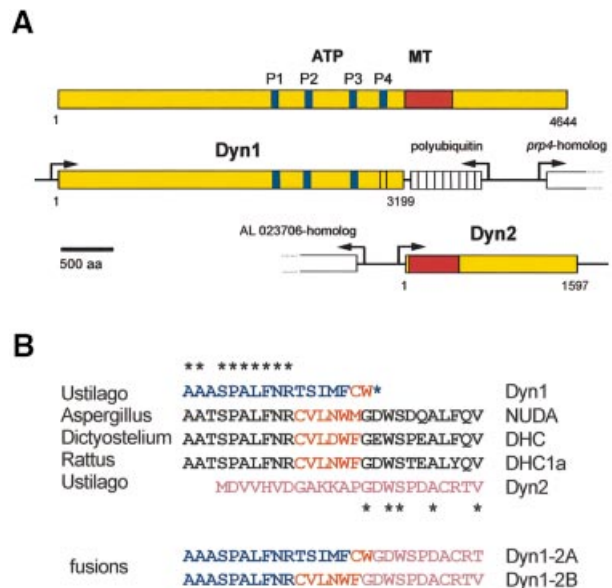 A
ATP MT
P1 P2 P3 P4
1 4644
Dyn1 polyubiquitin prp4-homolog
1 3199
AL 023706-homolog Dyn2
500 aa
1 1597
B
** ********
Ustilago AAASPALFNRTSIMFCW* Dyn1
Aspergillus AATSPALFNRCVLNWMGDWSDQALFQV NUDA
Dictyostelium AATSPALFNRCVLDWFGEWSPEALFQV DHC
Rattus AATSPALFNRCVLNWFGDWSTEALYQV DHC1a
Ustilago MDVVHVDGAKKAPGDWSPDACRTV Dyn2
* ** * *
fusions AAASPALFNRTSIMFCWGDWSPDACRT Dyn1-2A
AAASPALFNRCVLNWFGDWSPDACRT Dyn1-2B